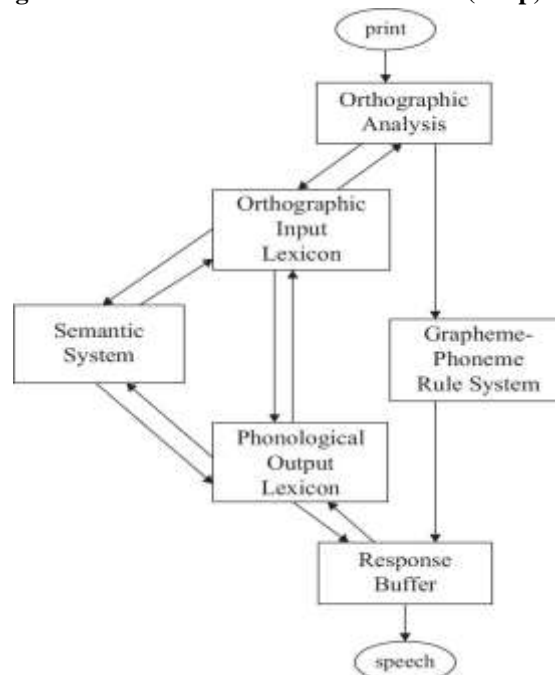 print
Orthographic
Analysis
Orthographic
Input
Lexicon
Semantic
System
Grapheme-
Phoneme
Rule System
Phonological
Output
Lexicon
Response
Buffer
speech